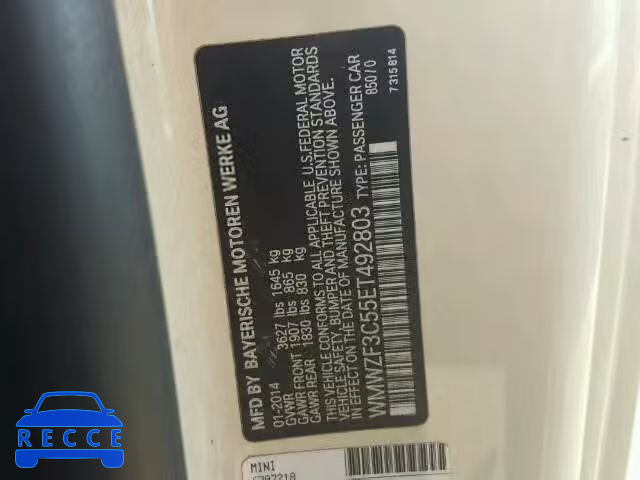 MFD BY BAYERISCHE MOTOREN WERKE AG
01-2014
GVWR 3627 lbs 1645 kg
GAWR FRONT 1907 lbs 865 kg
GAWR REAR 1830 lbs 830 kg
THIS VEHICLE CONFORMS TO ALL APPLICABLE U.S.FEDERAL MOTOR
VEHICLE SAFETY, BUMPER AND THEFT PREVENTION STANDARDS
IN EFFECT ON THE DATE OF MANUFACTURE SHOWN ABOVE.
WMWZF3C55ET492803 TYPE: PASSENGER CAR
850/0
7315814
MINI
RECCE